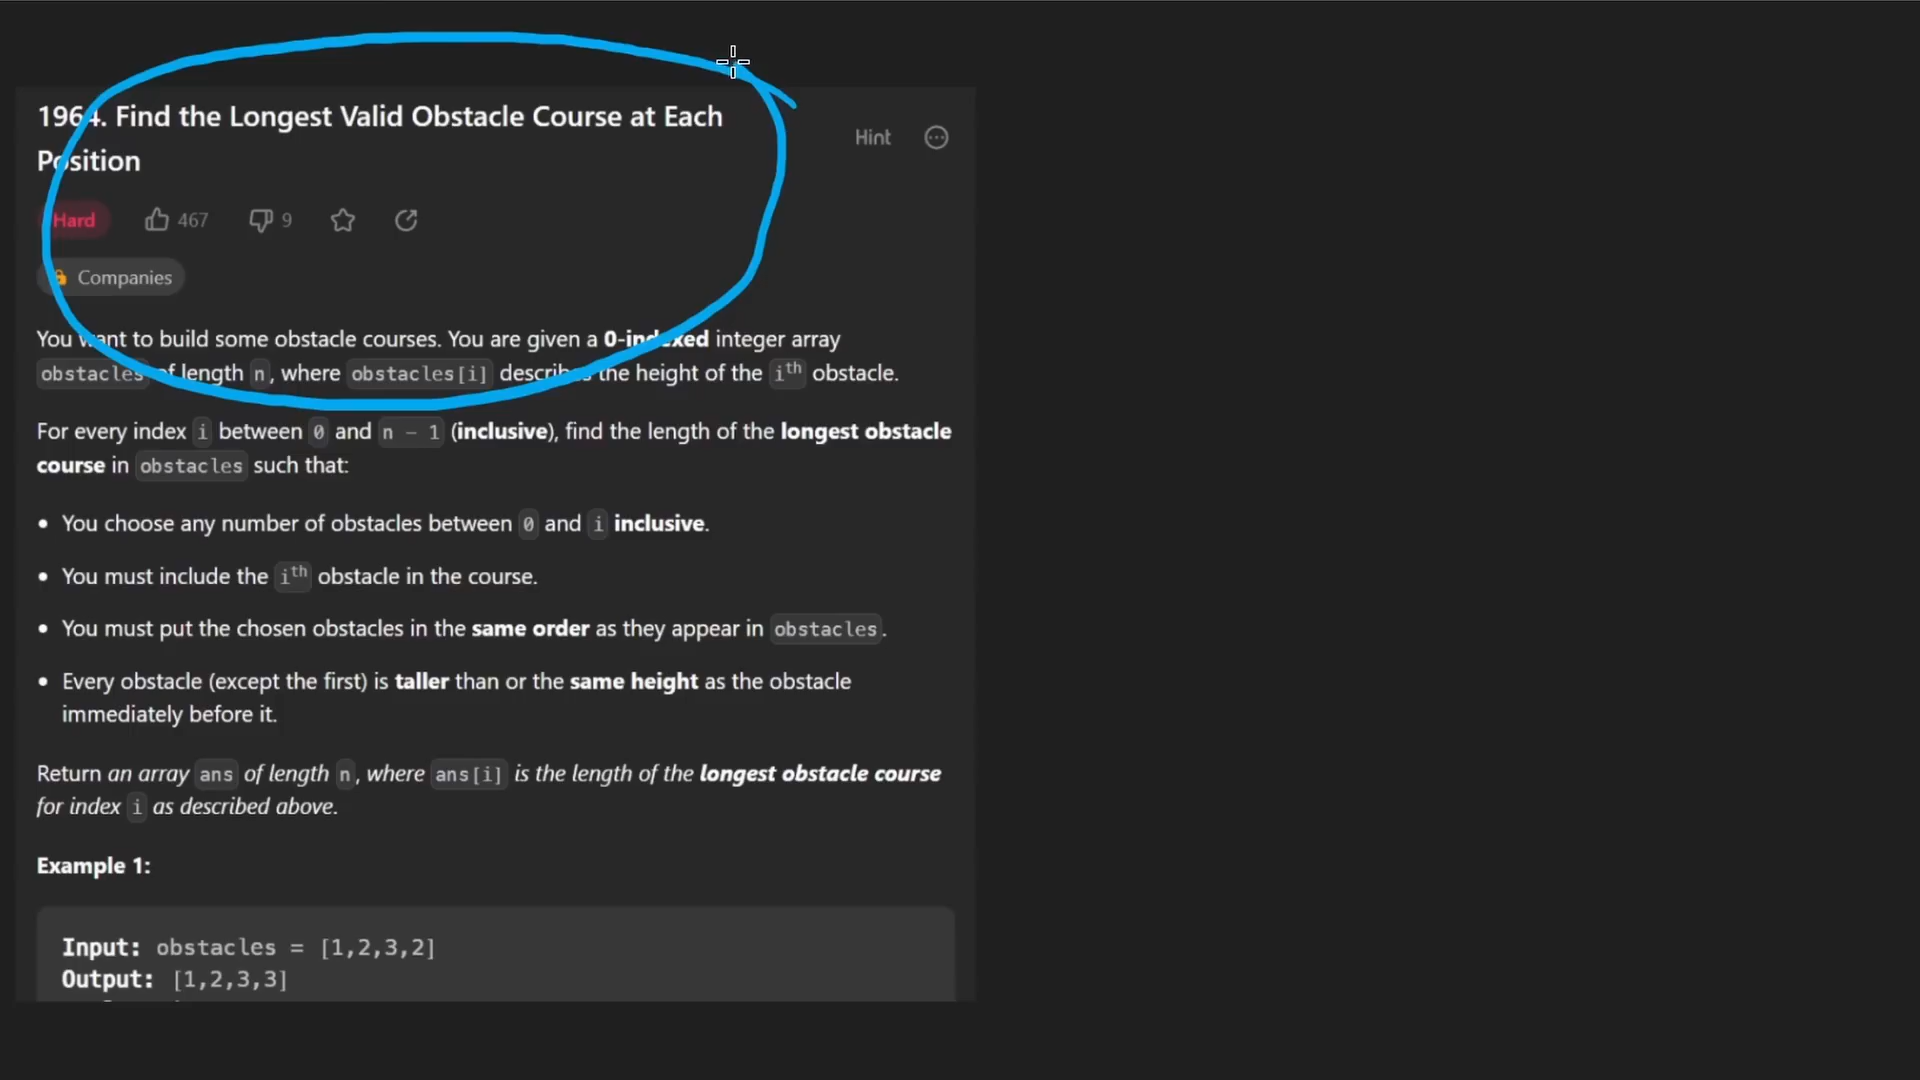 1964. Find the Longest Valid Obstacle Course at Each
Position
Hint
Hard 467 9
Companies
You want to build some obstacle courses. You are given a 0-indexed integer array
obstacles of length n, where obstacles[i] describes the height of the ith obstacle.
For every index i between 0 and n - 1 (inclusive), find the length of the longest obstacle
course in obstacles such that:
• You choose any number of obstacles between 0 and i inclusive.
• You must include the ith obstacle in the course.
• You must put the chosen obstacles in the same order as they appear in obstacles.
• Every obstacle (except the first) is taller than or the same height as the obstacle
immediately before it.
Return an array ans of length n, where ans[i] is the length of the longest obstacle course
for index i as described above.
Example 1:
Input: obstacles = [1,2,3,2]
Output: [1,2,3,3]